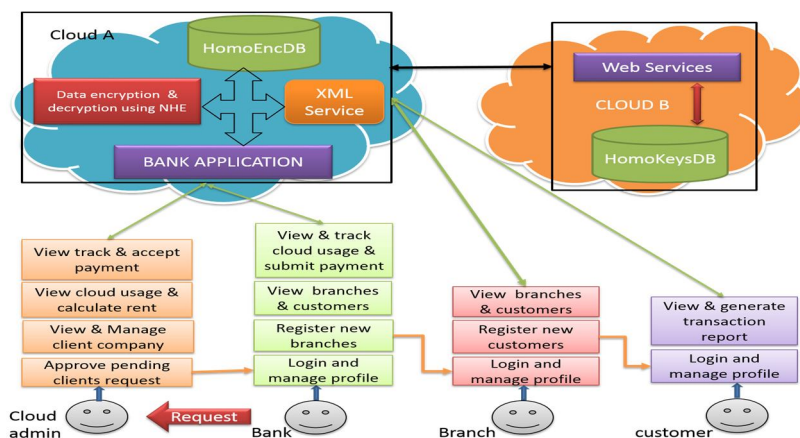 Cloud A
HomoEncDB
Data encryption &
decryption using NHE
XML
Service
BANK APPLICATION
Web Services
CLOUD B
HomoKeysDB
View track & accept
payment
View cloud usage &
calculate rent
View & Manage
client company
Approve pending
clients request
Cloud
admin
Request
View & track
cloud usage &
submit payment
View branches
& customers
Register new
branches
Login and
manage profile
Bank
View branches
& customers
Register new
customers
Login and
manage profile
Branch
View & generate
transaction
report
Login and
manage profile
customer